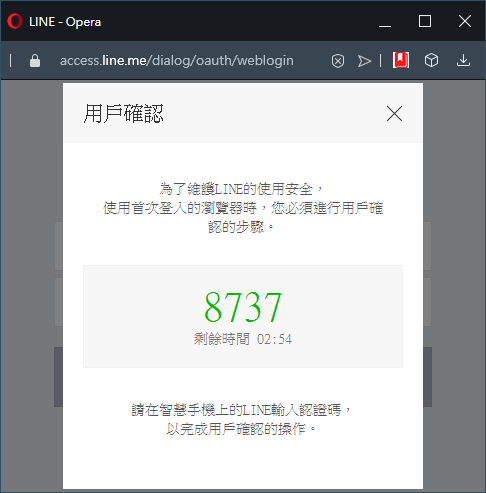 LINE - Opera
access.line.me/dialog/oauth/weblogin
用戶確認
為了維護LINE的使用安全，
使用首次登入的瀏覽器時，您必須進行用戶確
認的步驟。
8737
剩餘時間 02:54
請在智慧手機上的LINE輸入認證碼，
以完成用戶確認的操作。